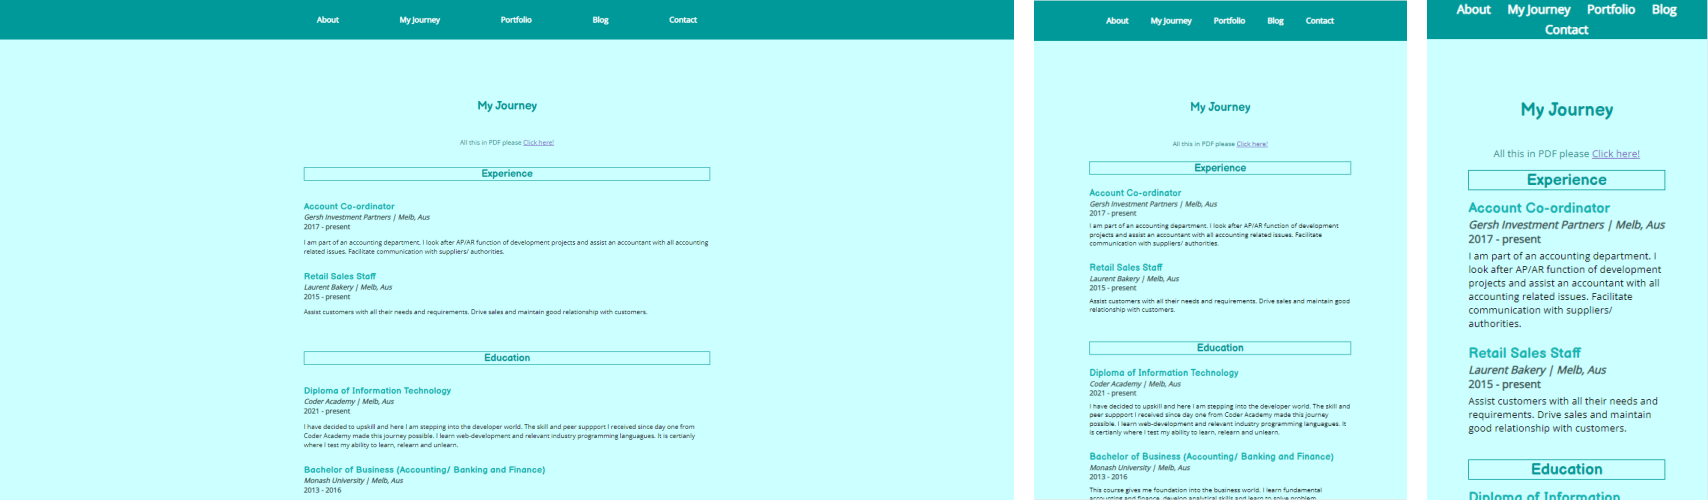 About My Journey Portfolio Blog Contact
My Journey
All this in PDF please Click here!
Experience
Account Co-ordinator
Gersh Investment Partners | Melb, Aus
2017 - present
I am part of an accounting department. I look after AP/AR function of development projects and assist an accountant with all accounting
related issues. Facilitate communication with suppliers/ authorities.
Retail Sales Staff
Laurent Bakery | Melb, Aus
2015 - present
Assist customers with all their needs and requirements. Drive sales and maintain good relationship with customers.
Education
Diploma of Information Technology
Coder Academy | Melb, Aus
2021 - present
I have decided to upskill and here I am stepping into the developer world. The skill and peer suppport I received since day one from
Coder Academy made this journey possible. I learn web-development and relevant industry programming languagues. It is certianly
where I test my ability to learn, relearn and unlearn.
Bachelor of Business (Accounting/ Banking and Finance)
Monash University | Melb, Aus
2013 - 2016
About My Journey Portfolio Blog Contact
My Journey
All this in PDF please Click here!
Experience
Account Co-ordinator
Gersh Investment Partners | Melb, Aus
2017 - present
I am part of an accounting department. I look after AP/AR function of development
projects and assist an accountant with all accounting related issues. Facilitate
communication with suppliers/ authorities.
Retail Sales Staff
Laurent Bakery | Melb, Aus
2015 - present
Assist customers with all their needs and requirements. Drive sales and maintain good
relationship with customers.
Education
Diploma of Information Technology
Coder Academy | Melb, Aus
2021 - present
I have decided to upskill and here I am stepping into the developer world. The skill and
peer suppport I received since day one from Coder Academy made this journey
possible. I learn web-development and relevant industry programming languagues. It
is certianly where I test my ability to learn, relearn and unlearn.
Bachelor of Business (Accounting/ Banking and Finance)
Monash University | Melb, Aus
2013 - 2016
This course gives me foundation into the business world. I learn fundamental
accounting and finance, develop analytical skills and learn to solve problem
About My Journey Portfolio Blog
Contact
My Journey
All this in PDF please Click here!
Experience
Account Co-ordinator
Gersh Investment Partners | Melb, Aus
2017 - present
I am part of an accounting department. I
look after AP/AR function of development
projects and assist an accountant with all
accounting related issues. Facilitate
communication with suppliers/
authorities.
Retail Sales Staff
Laurent Bakery | Melb, Aus
2015 - present
Assist customers with all their needs and
requirements. Drive sales and maintain
good relationship with customers.
Education
Diploma of Information